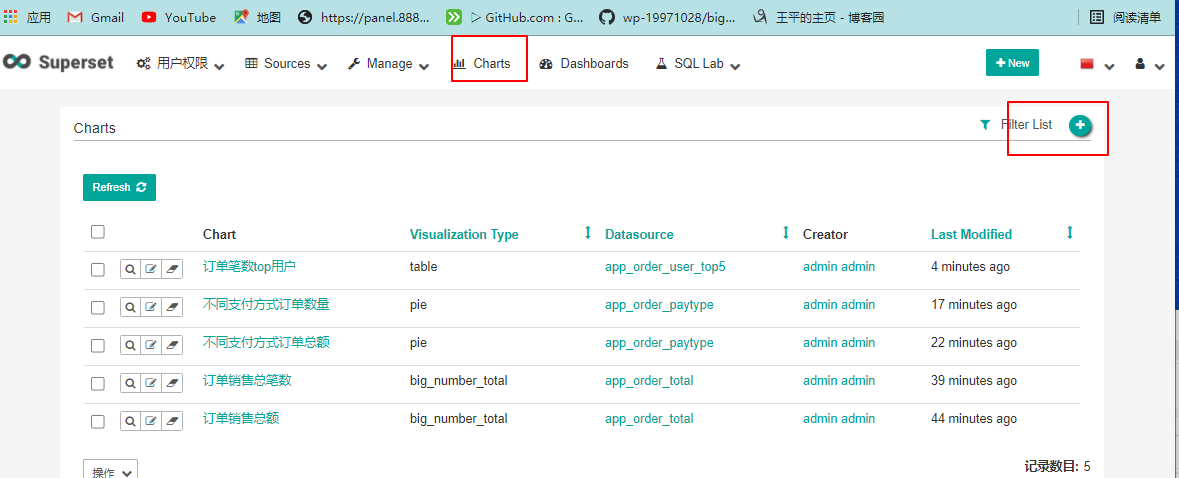 应用 Gmail YouTube 地图 https://panel.888... ▷ GitHub.com : G... wp-19971028/big... 王平的主页 - 博客园 阅读清单
Superset 用户权限 Sources Manage Charts Dashboards SQL Lab + New
Charts Filter List
Refresh
Chart Visualization Type Datasource Creator Last Modified
订单笔数top用户 table app_order_user_top5 admin admin 4 minutes ago
不同支付方式订单数量 pie app_order_paytype admin admin 17 minutes ago
不同支付方式订单总额 pie app_order_paytype admin admin 22 minutes ago
订单销售总笔数 big_number_total app_order_total admin admin 39 minutes ago
订单销售总额 big_number_total app_order_total admin admin 44 minutes ago
操作 记录数目: 5